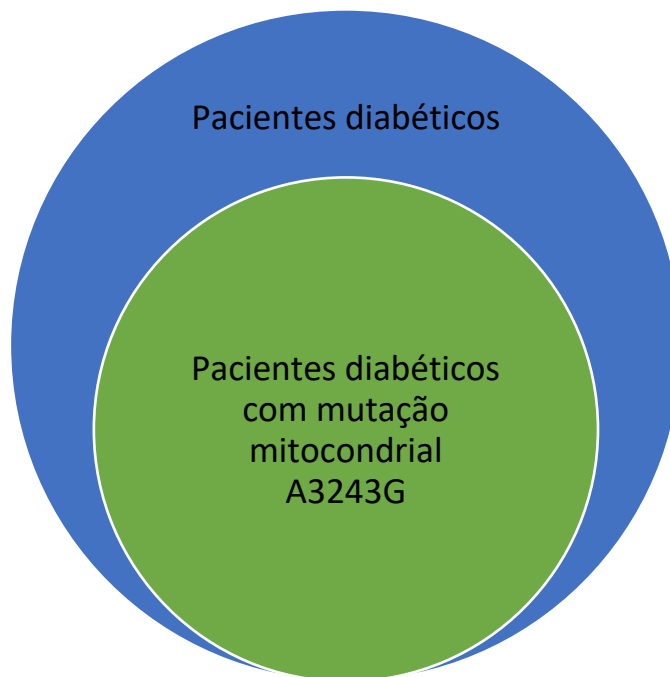 Pacientes diabéticos
Pacientes diabéticos
com mutação
mitocondrial
A3243G